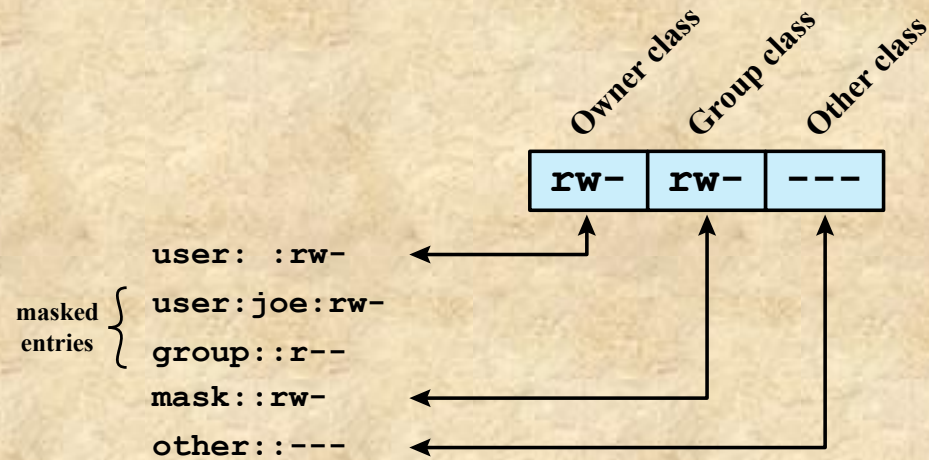 Owner class
Group class
Other class
rw-
rw-
---
user: :rw-
masked
entries
user:joe:rw-
group::r--
mask::rw-
other::---